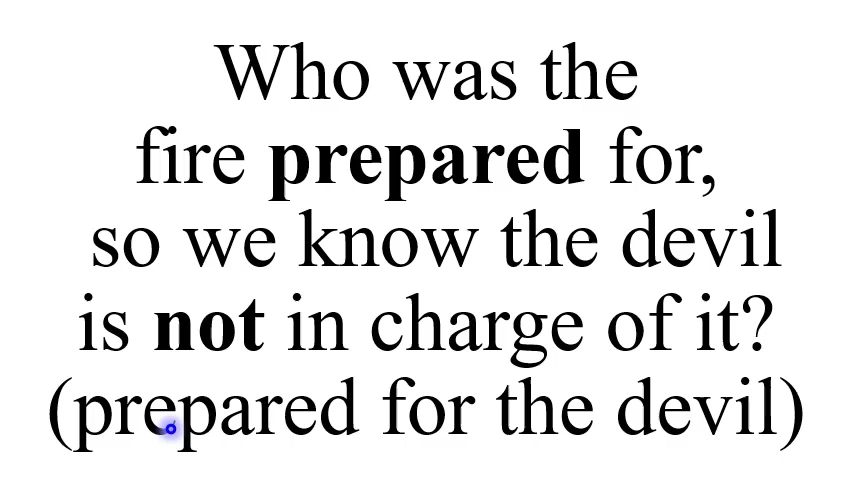 Who was the
fire prepared for,
so we know the devil
is not in charge of it?
(prepared for the devil)